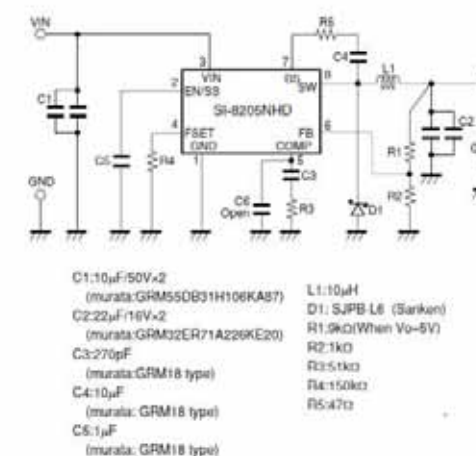 VIN
C1
GND
3
VIN
7
BS
2
EN/SS
SW
8
SI-8205NHD
4
FSET
FB
6
GND
COMP
1
5
R5
C4
L1
C5
R4
C6
Open
C3
R3
D1
R1
R2
C2
C1:10μF/50V×2
(murata:GRM55DB31H106KA87)
C2:22μF/16V×2
(murata:GRM32ER71A226KE20)
C3:270pF
(murata:GRM18 type)
C4:10μF
(murata: GRM18 type)
C6:1μF
(murata: GRM18 type)
L1:10μH
D1: SJPB-L6 (Sanken)
R1:9kΩ(When Vo=5V)
R2:1kΩ
R3:51kΩ
R4:150kΩ
R5:47Ω